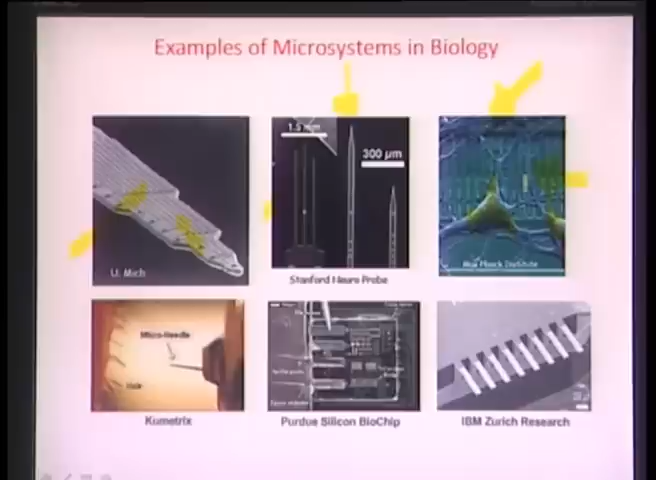 Examples of Microsystems in Biology
1.5 mm
300 µm
U. Mich
Max Planck Institute
Stanford Neuro Probe
Micro-Needle
Hair
Kumetrix
Purdue Silicon BioChip
IBM Zurich Research